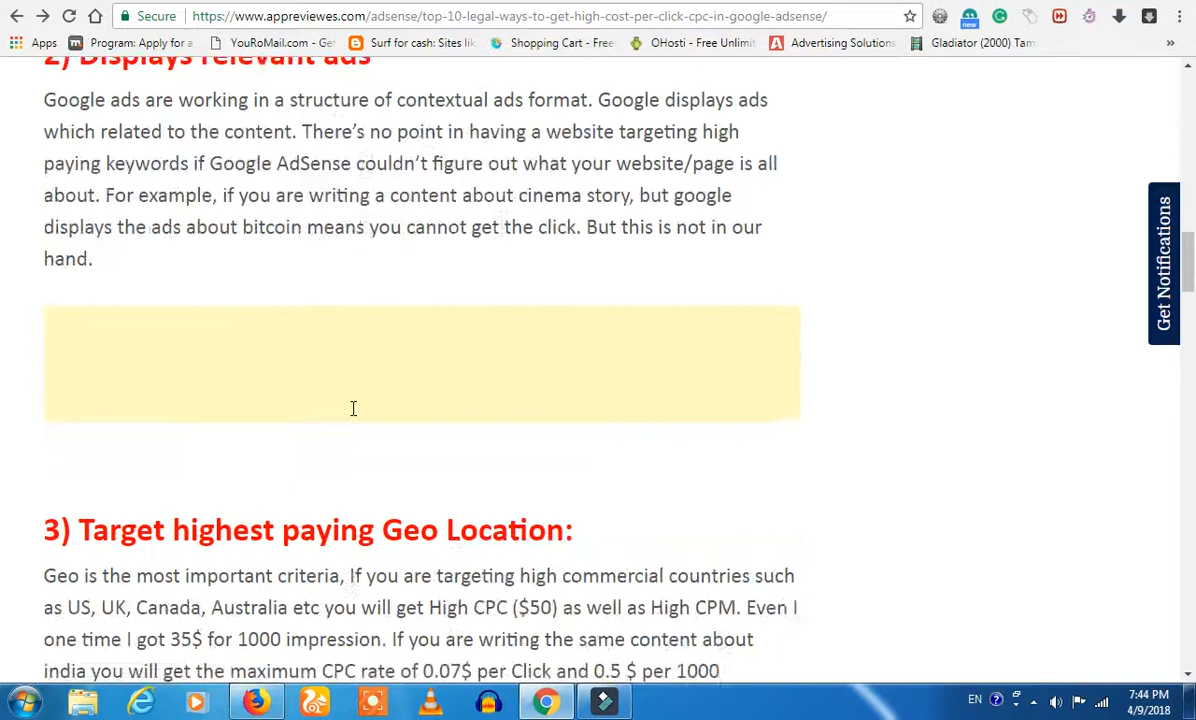 Secure
https://www.appreviewes.com/adsense/top-10-legal-ways-to-get-high-cost-per-click-cpc-in-google-adsense/
new
Apps
Program: Apply for a
YouRoMail.com - Ge
Surf for cash: Sites lik
Shopping Cart - Free
OHosti - Free Unlimit
Advertising Solutions
Gladiator (2000) Tam
»
2) Displays relevant ads
Google ads are working in a structure of contextual ads format. Google displays ads
which related to the content. There's no point in having a website targeting high
paying keywords if Google AdSense couldn't figure out what your website/page is all
about. For example, if you are writing a content about cinema story, but google
displays the ads about bitcoin means you cannot get the click. But this is not in our
hand.
Get Notifications
3) Target highest paying Geo Location:
Geo is the most important criteria, If you are targeting high commercial countries such
as US, UK, Canada, Australia etc you will get High CPC ($50) as well as High CPM. Even I
one time I got 35$ for 1000 impression. If you are writing the same content about
india you will get the maximum CPC rate of 0.07$ per Click and 0.5 $ per 1000
EN
7:44 PM
4/9/2018